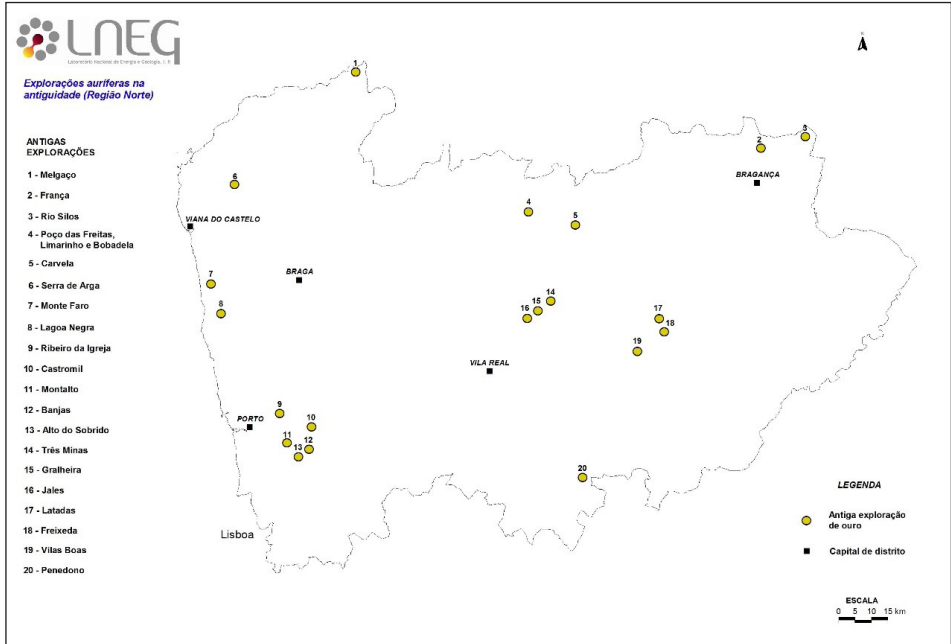 LNEG
Laboratório Nacional de Energia e Geologia, I. P.
Explorações auríferas na
antiguidade (Região Norte)
ANTIGAS
EXPLORAÇÕES
1 - Melgaço
2 - França
3 - Rio Silos
4 - Poço das Freitas,
Limarinho e Bobadela
5 - Carvela
6 - Serra de Arga
7 - Monte Faro
8 - Lagoa Negra
9 - Ribeiro da Igreja
10 - Castromil
11 - Montalto
12 - Banjas
13 - Alto do Sobrido
14 - Três Minas
15 - Gralheira
16 - Jales
17 - Latadas
18 - Freixeda
19 - Vilas Boas
20 - Penedono
N
1
3
2
BRAGANÇA
6
4
5
VIANA DO CASTELO
7
BRAGA
8
14
15
16
17
18
19
VILA REAL
9
PORTO
10
11
12
13
20
Lisboa
LEGENDA
Antiga exploração
de ouro
Capital de distrito
ESCALA
0 5 10 15 km